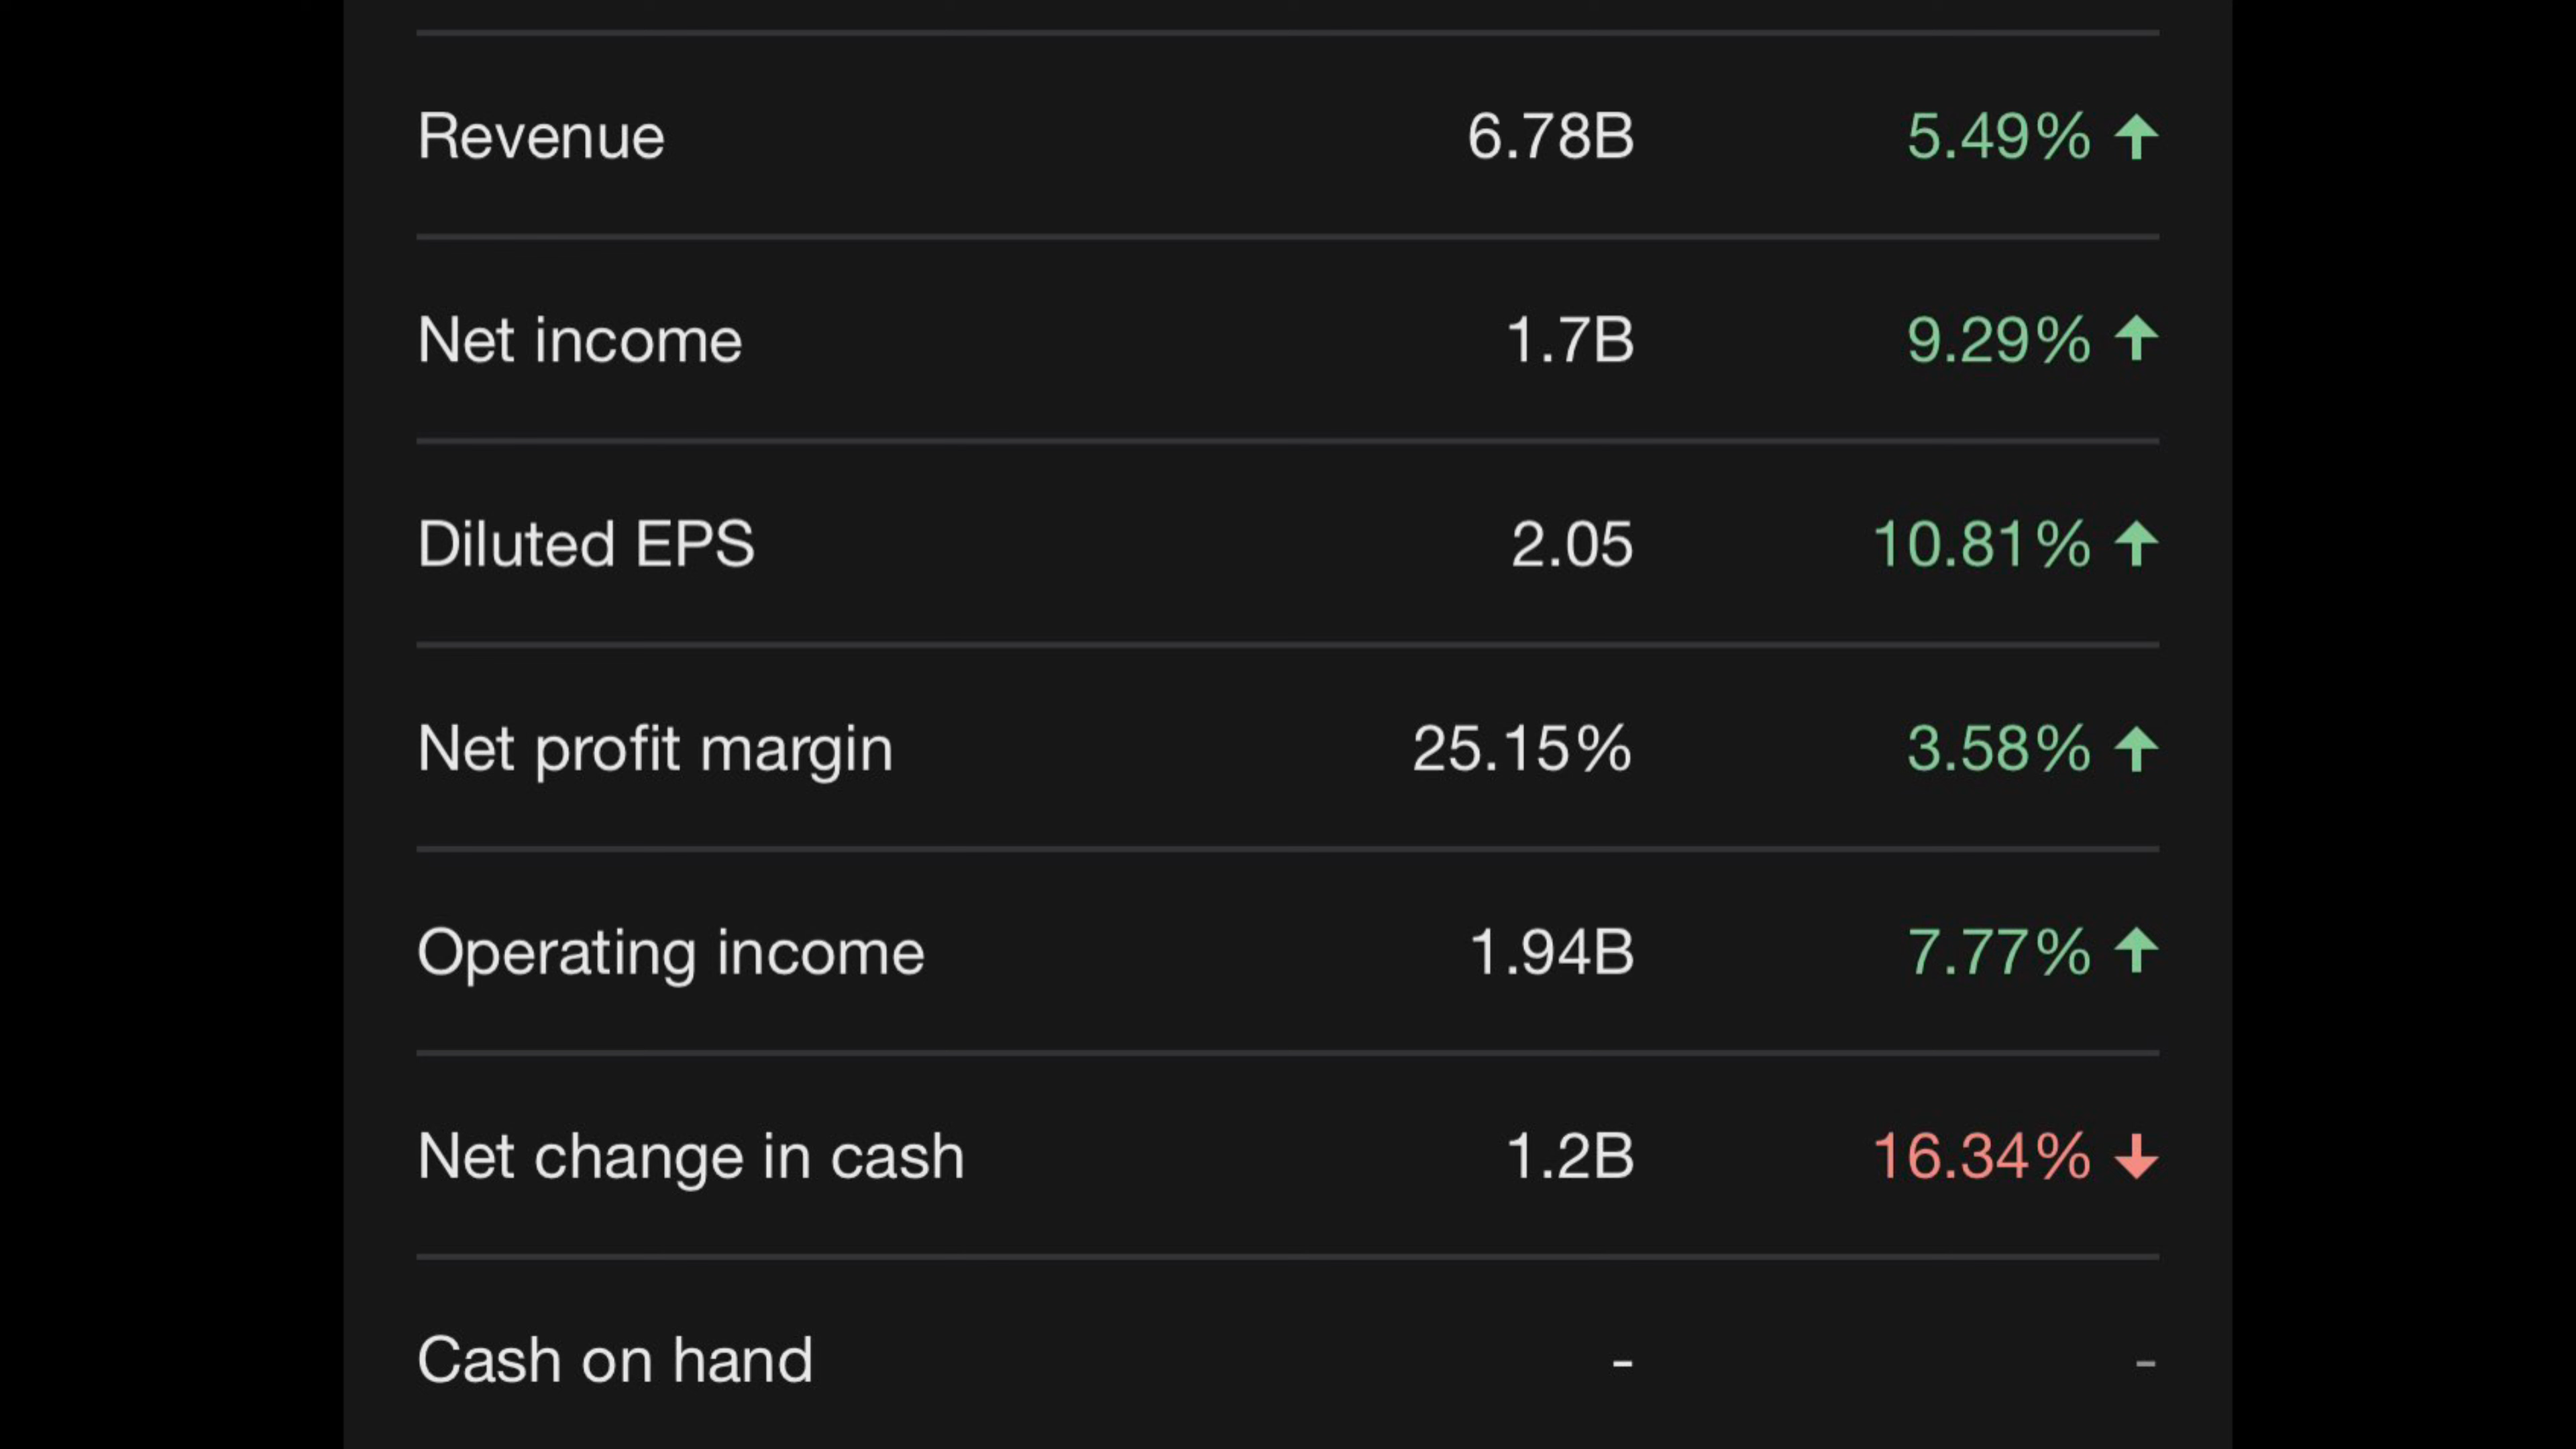 Revenue 6.78B 5.49% ↑
Net income 1.7B 9.29% ↑
Diluted EPS 2.05 10.81% ↑
Net profit margin 25.15% 3.58% ↑
Operating income 1.94B 7.77% ↑
Net change in cash 1.2B 16.34% ↓
Cash on hand - -